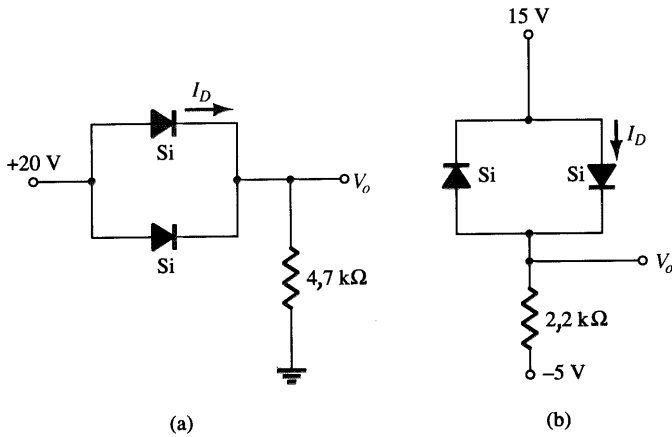 I_D
Si
+20 V
V_o
Si
4,7 kΩ
(a)
15 V
I_D
Si
Si
V_o
2,2 kΩ
–5 V
(b)